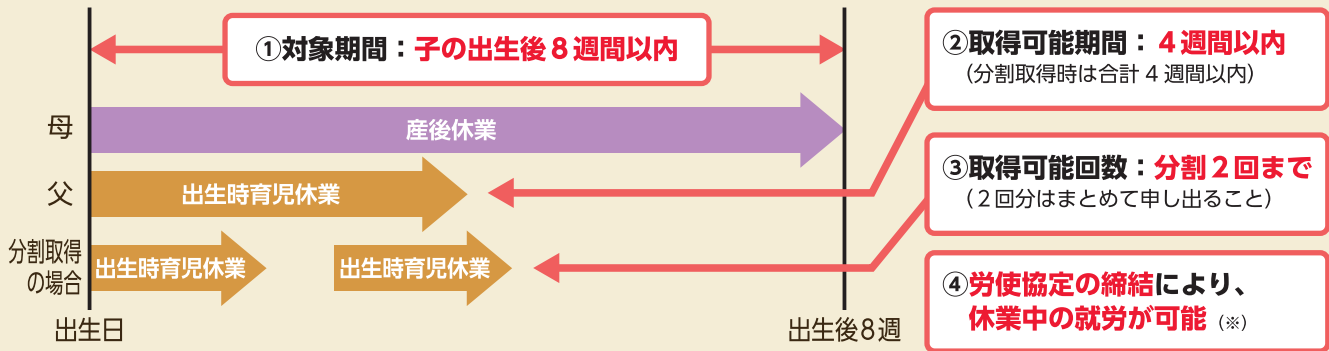 ①対象期間：子の出生後８週間以内
母
産後休業
父
出生時育児休業
分割取得
の場合
出生時育児休業
出生時育児休業
出生日
出生後8週
②取得可能期間：４週間以内
（分割取得時は合計４週間以内）
③取得可能回数：分割２回まで
（２回分はまとめて申し出ること）
④労使協定の締結により、
休業中の就労が可能（※）